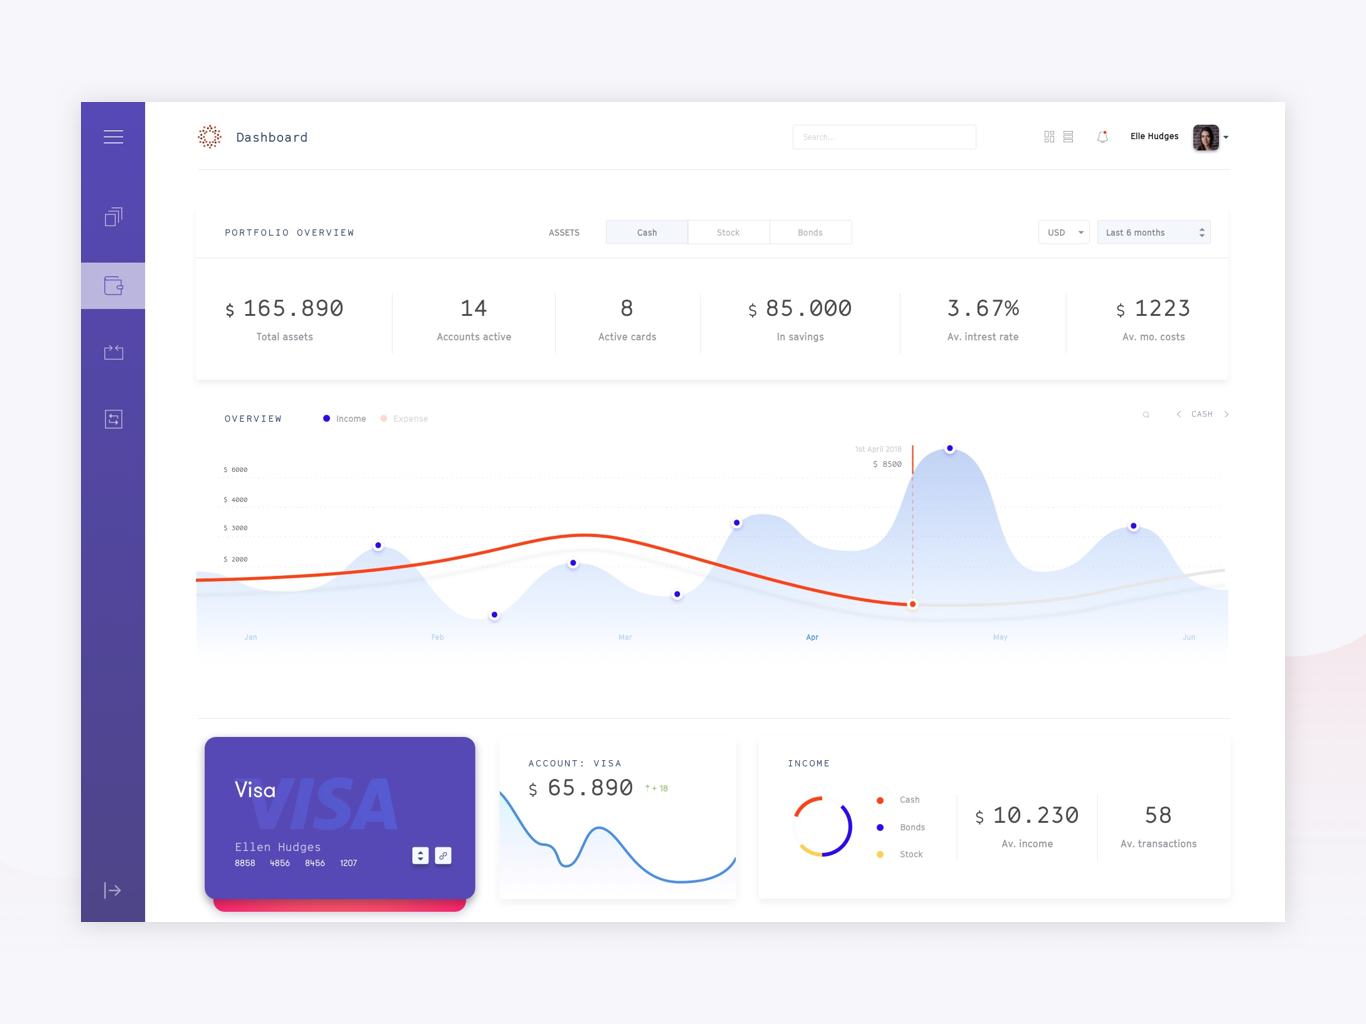 Dashboard
Search...
Elle Hudges
PORTFOLIO OVERVIEW
ASSETS
Cash
Stock
Bonds
USD
Last 6 months
$ 165.890
Total assets
14
Accounts active
8
Active cards
$ 85.000
In savings
3.67%
Av. intrest rate
$ 1223
Av. mo. costs
OVERVIEW
Income
Expense
CASH
1st April 2018
$ 8500
$ 6000
$ 4000
$ 3000
$ 2000
Jan
Feb
Mar
Apr
May
Jun
VISA
Visa
Ellen Hudges
8858 4856 8456 1207
ACCOUNT: VISA
$ 65.890
+ 18
INCOME
Cash
Bonds
Stock
$ 10.230
Av. income
58
Av. transactions